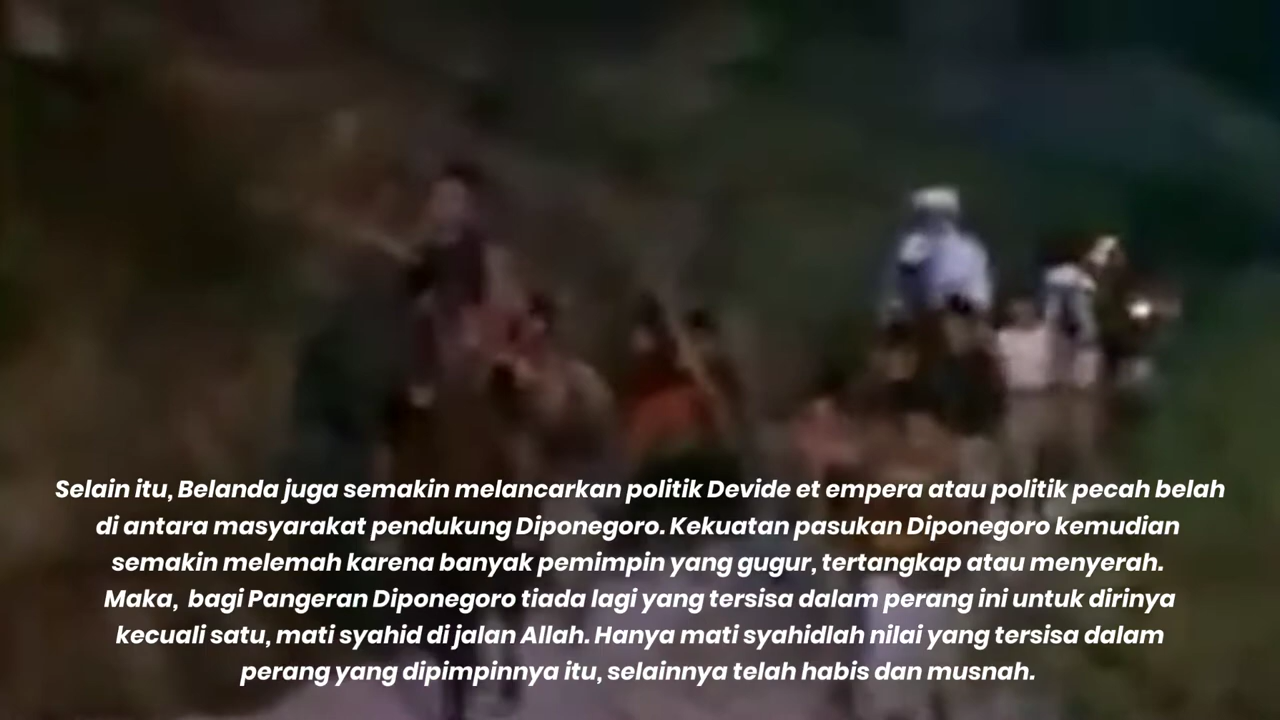 Selain itu, Belanda juga semakin melancarkan politik Devide et empera atau politik pecah belah
di antara masyarakat pendukung Diponegoro. Kekuatan pasukan Diponegoro kemudian
semakin melemah karena banyak pemimpin yang gugur, tertangkap atau menyerah.
Maka,  bagi Pangeran Diponegoro tiada lagi yang tersisa dalam perang ini untuk dirinya
kecuali satu, mati syahid di jalan Allah. Hanya mati syahidlah nilai yang tersisa dalam
perang yang dipimpinnya itu, selainnya telah habis dan musnah.